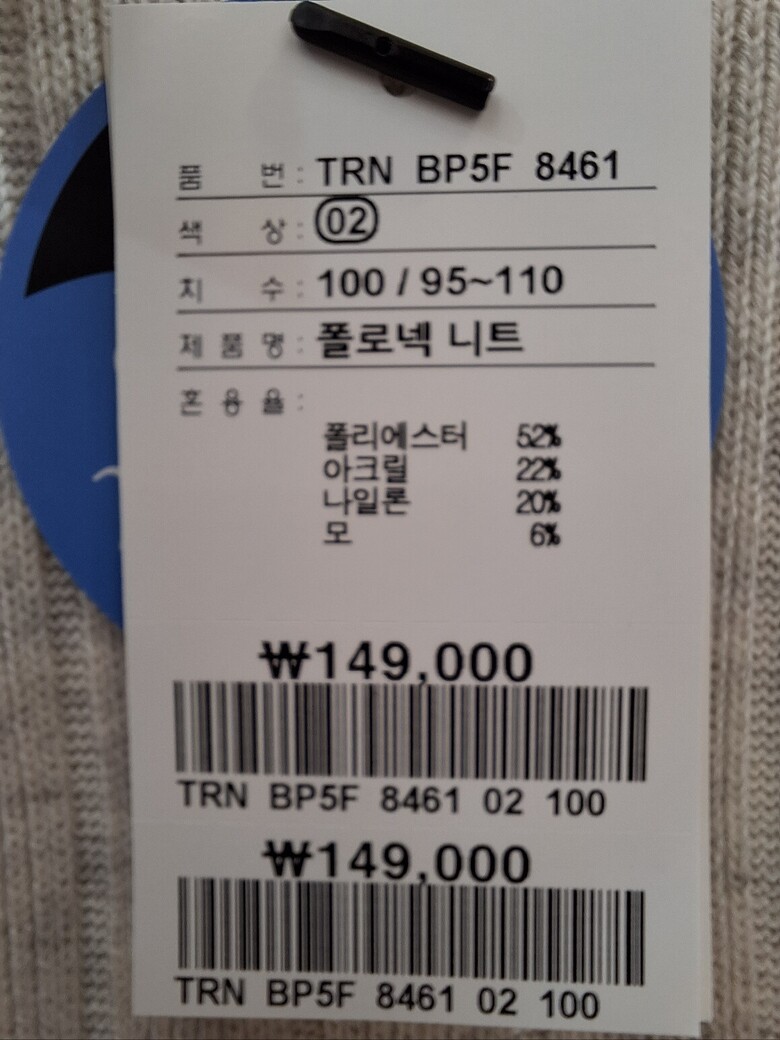 품 번 : TRN BP5F 8461
색 상 : 02
치 수 : 100 / 95~110
제 품 명 : 폴로넥 니트
혼 용 율 :
폴리에스터 52%
아크릴 22%
나일론 20%
모 6%
₩149,000
TRN BP5F 8461 02 100
₩149,000
TRN BP5F 8461 02 100